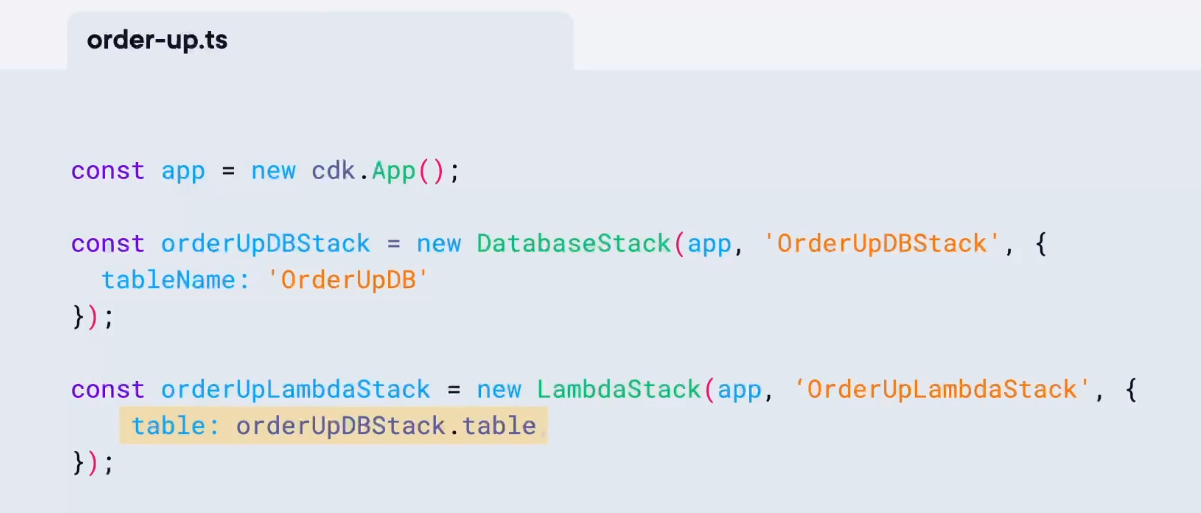 order-up.ts
const app = new cdk.App();
const orderUpDBStack = new DatabaseStack(app, 'OrderUpDBStack', {
tableName: 'OrderUpDB'
});
const orderUpLambdaStack = new LambdaStack(app, ‘OrderUpLambdaStack', {
table: orderUpDBStack.table
});